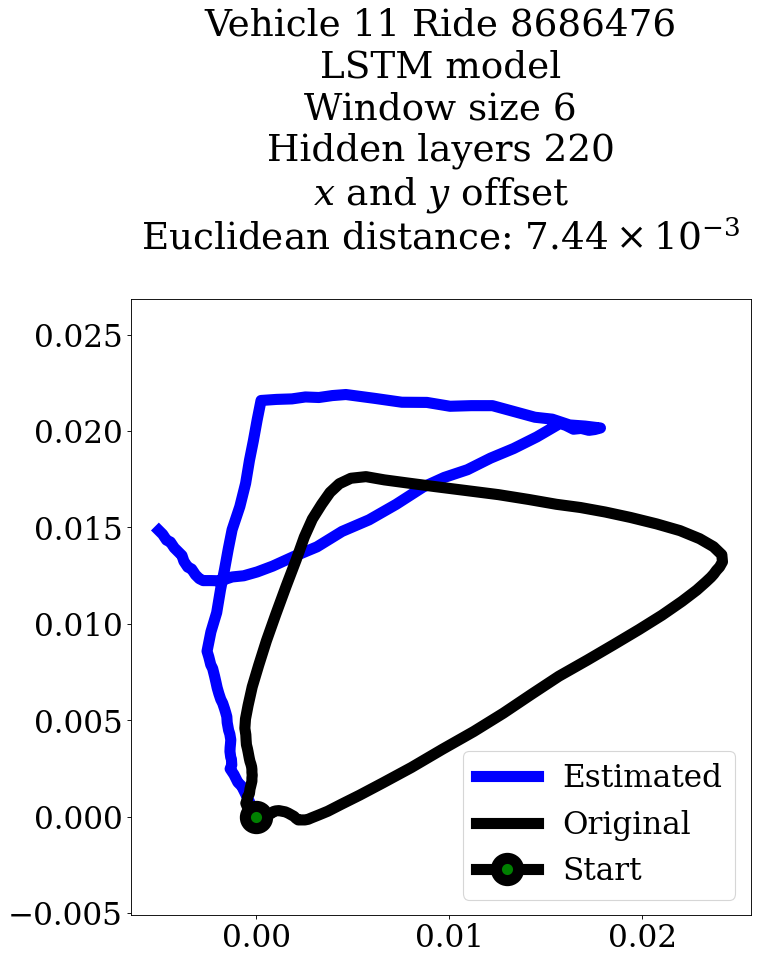 Vehicle 11 Ride 8686476
LSTM model
Window size 6
Hidden layers 220
x and y offset
Euclidean distance: 7.44 × 10⁻³
0.025
0.020
0.015
0.010
0.005
0.000
−0.005
0.00 0.01 0.02
Estimated
Original
Start